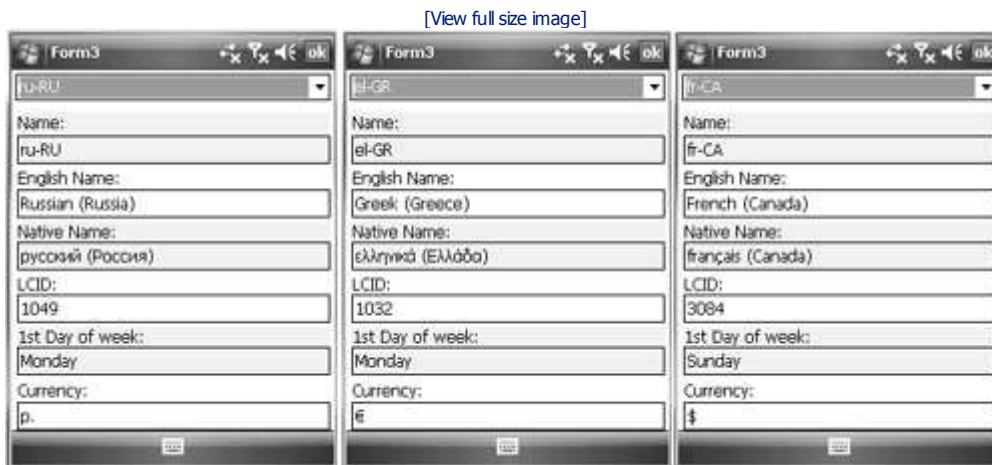 [View full size image]
Form3
ok
ru-RU
Name:
ru-RU
English Name:
Russian (Russia)
Native Name:
русский (Россия)
LCID:
1049
1st Day of week:
Monday
Currency:
р.
Form3
ok
el-GR
Name:
el-GR
English Name:
Greek (Greece)
Native Name:
ελληνικά (Ελλάδα)
LCID:
1032
1st Day of week:
Monday
Currency:
€
Form3
ok
fr-CA
Name:
fr-CA
English Name:
French (Canada)
Native Name:
français (Canada)
LCID:
3084
1st Day of week:
Sunday
Currency:
$